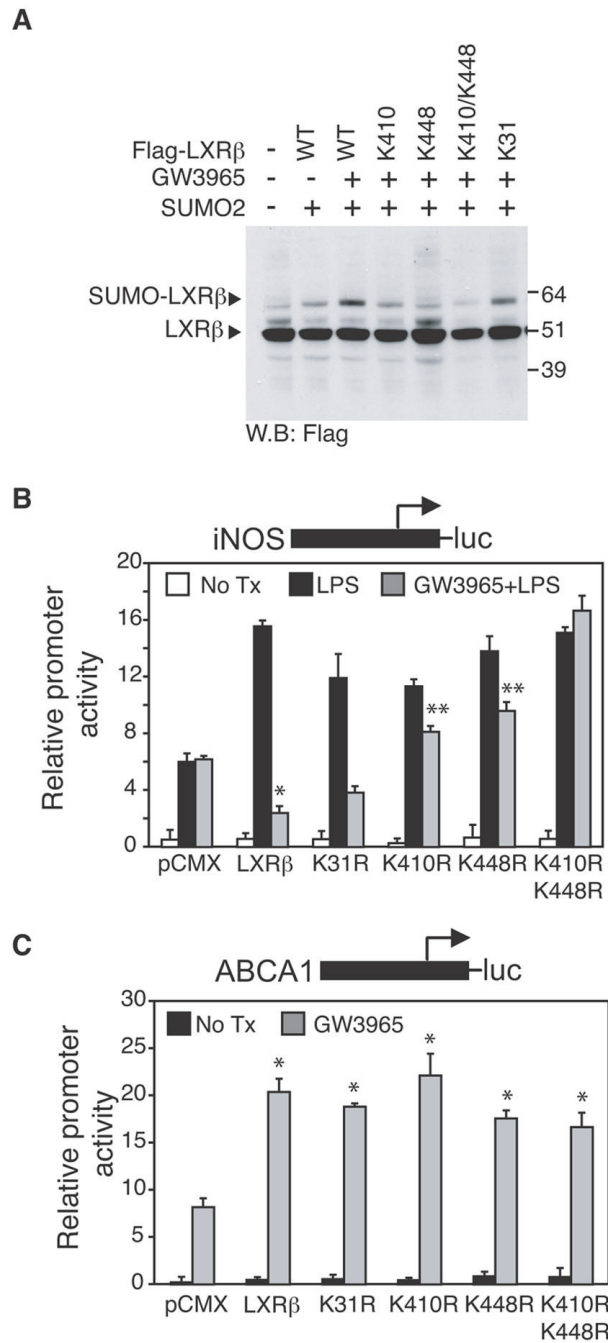 A
Flag-LXRβ - WT WT K410 K448 K410/K448 K31
GW3965 - - + + + + +
SUMO2 - + + + + + +
SUMO-LXRβ
64
LXRβ
51
39
W.B: Flag
B
iNOS luc
20
No Tx LPS GW3965+LPS
16
12
8
4
0
Relative promoter
activity
* ** **
pCMX LXRβ K31R K410R K448R K410R
K448R
C
ABCA1 luc
30
No Tx GW3965
25
20
15
10
5
0
Relative promoter
activity
* * * * *
pCMX LXRβ K31R K410R K448R K410R
K448R